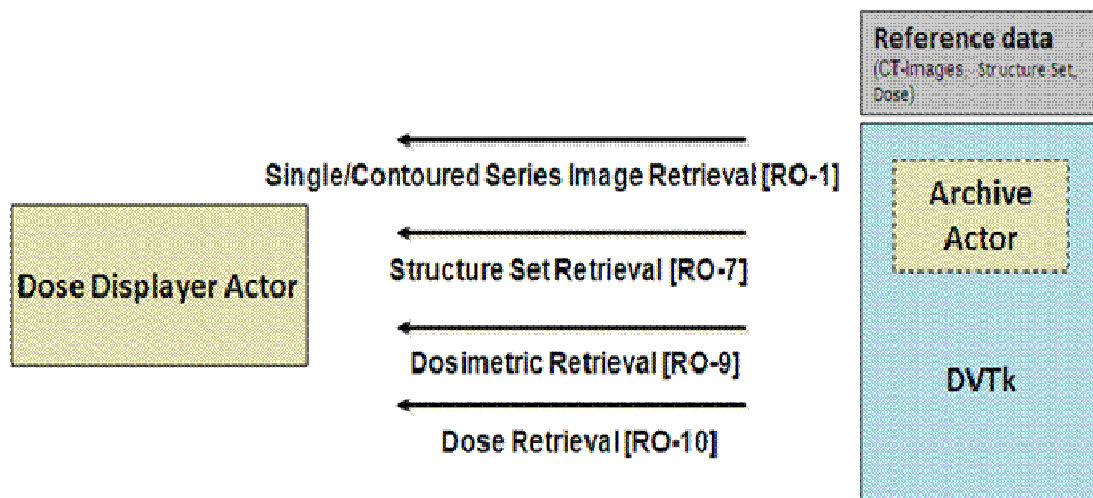 Reference data
(CT-Images, Structure Set,
Dose)
Single/Contoured Series Image Retrieval [RO-1]
Archive
Actor
Structure Set Retrieval [RO-7]
Dose Displayer Actor
Dosimetric Retrieval [RO-9]
DVTk
Dose Retrieval [RO-10]